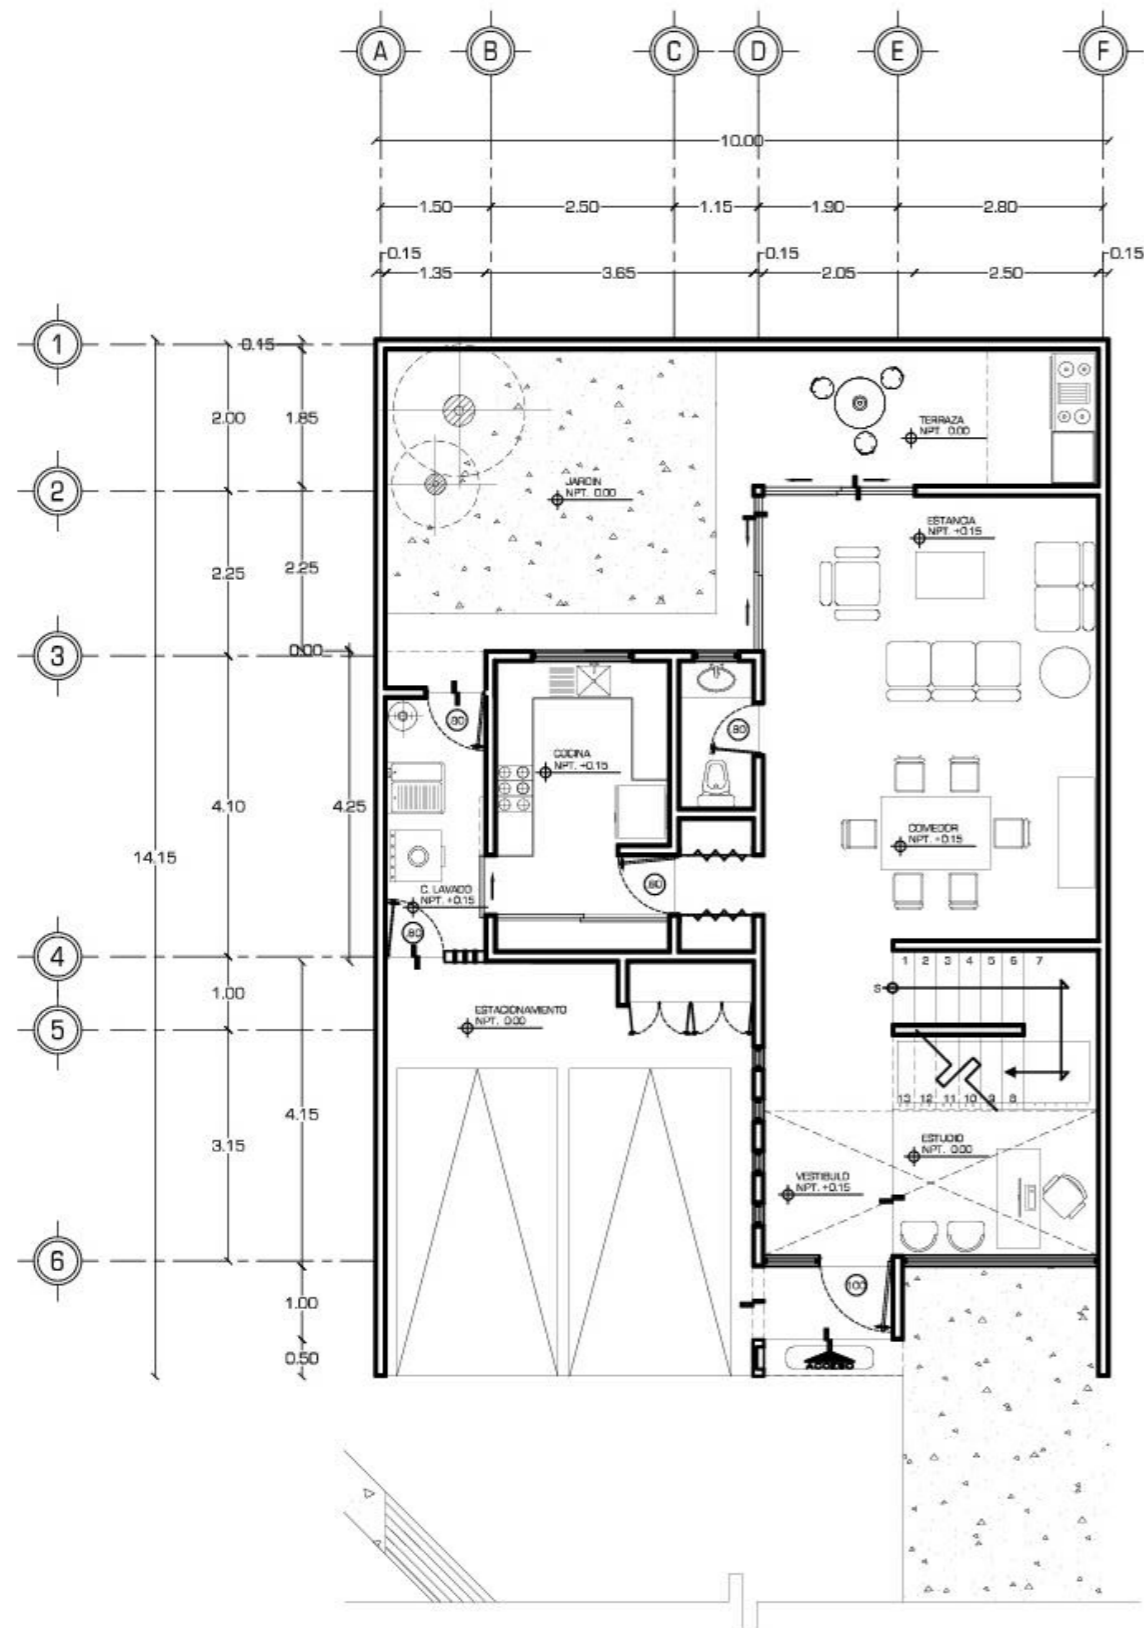 A B C D E F
10.00
1.50 2.50 1.15 1.90 2.80
0.15 0.15 0.15
1.35 3.65 2.05 2.50
1
0.15
2.00 1.85
TERRAZA
NPT. 0.00
2
JARDIN
NPT. 0.00
ESTANCIA
NPT. +0.15
2.25 2.25
3
0.00
.80
.80
COCINA
NPT. +0.15
4.10 4.25
COMEDOR
NPT. +0.15
14.15
.80
C. LAVADO
NPT. +0.15
.80
4
1 2 3 4 5 6 7
S
1.00
ESTACIONAMIENTO
NPT. 0.00
5
13 12 11 10 9 8
4.15
3.15
ESTUDIO
NPT. 0.00
VESTIBULO
NPT. +0.15
6
1.00
1.00
0.50
ACCESO